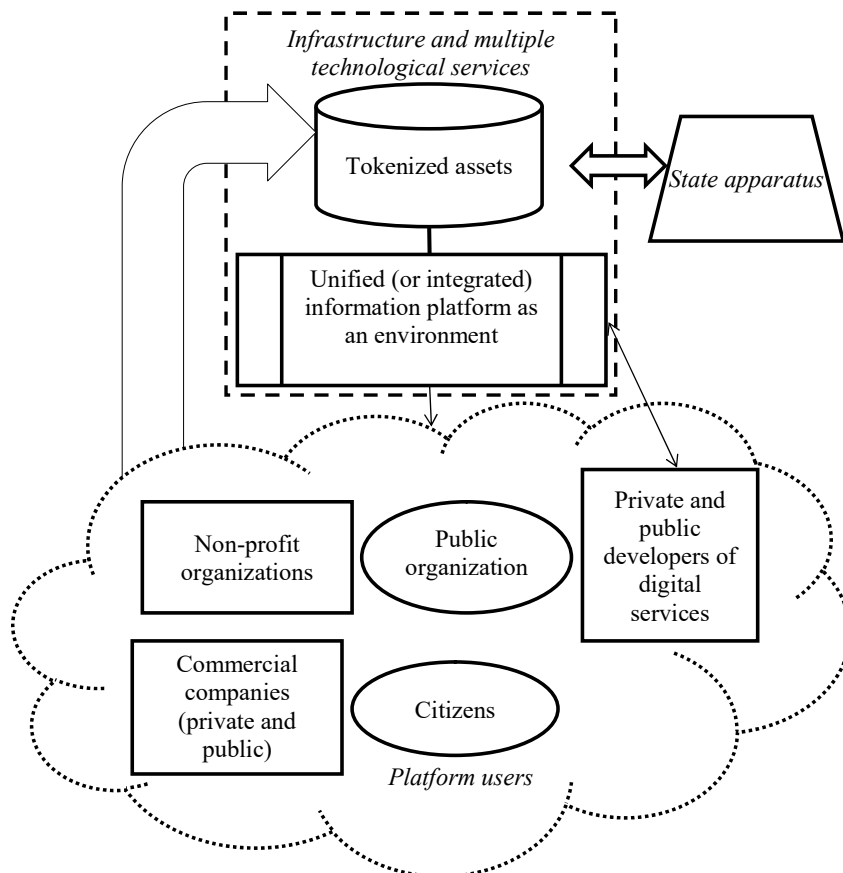 Infrastructure and multiple
technological services
Tokenized assets
State apparatus
Unified (or integrated)
information platform as
an environment
Non-profit
organizations
Public
organization
Private and
public
developers of
digital
services
Commercial
companies
(private and
public)
Citizens
Platform users